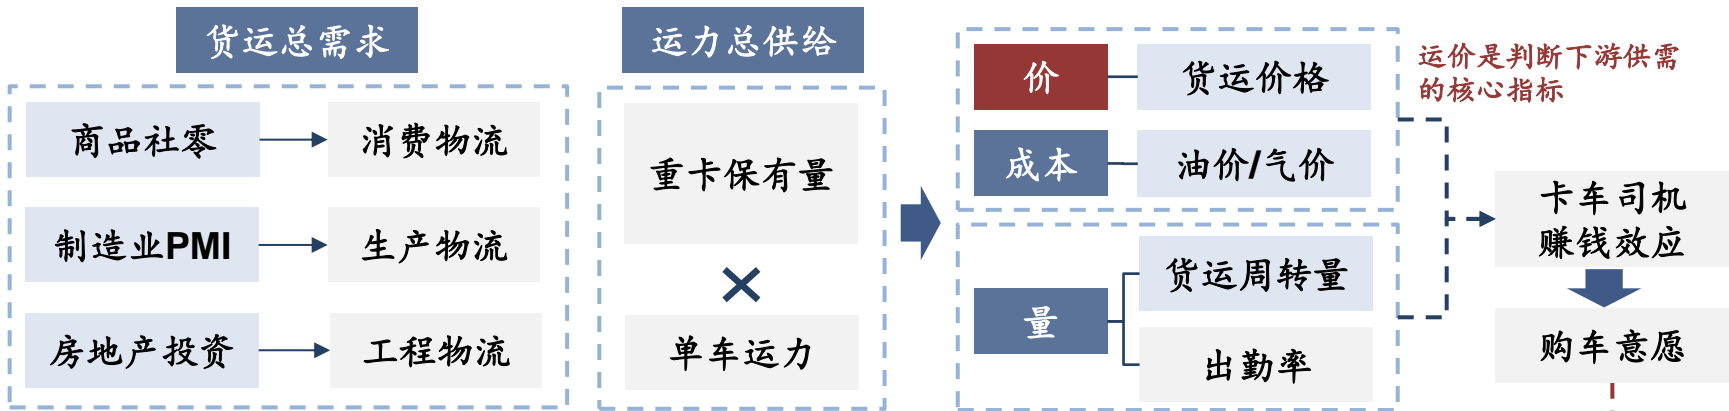 货运总需求
商品社零
消费物流
制造业PMI
生产物流
房地产投资
工程物流
运力总供给
重卡保有量
×
单车运力
价
货运价格
成本
油价/气价
量
货运周转量
出勤率
运价是判断下游供需
的核心指标
卡车司机
赚钱效应
购车意愿